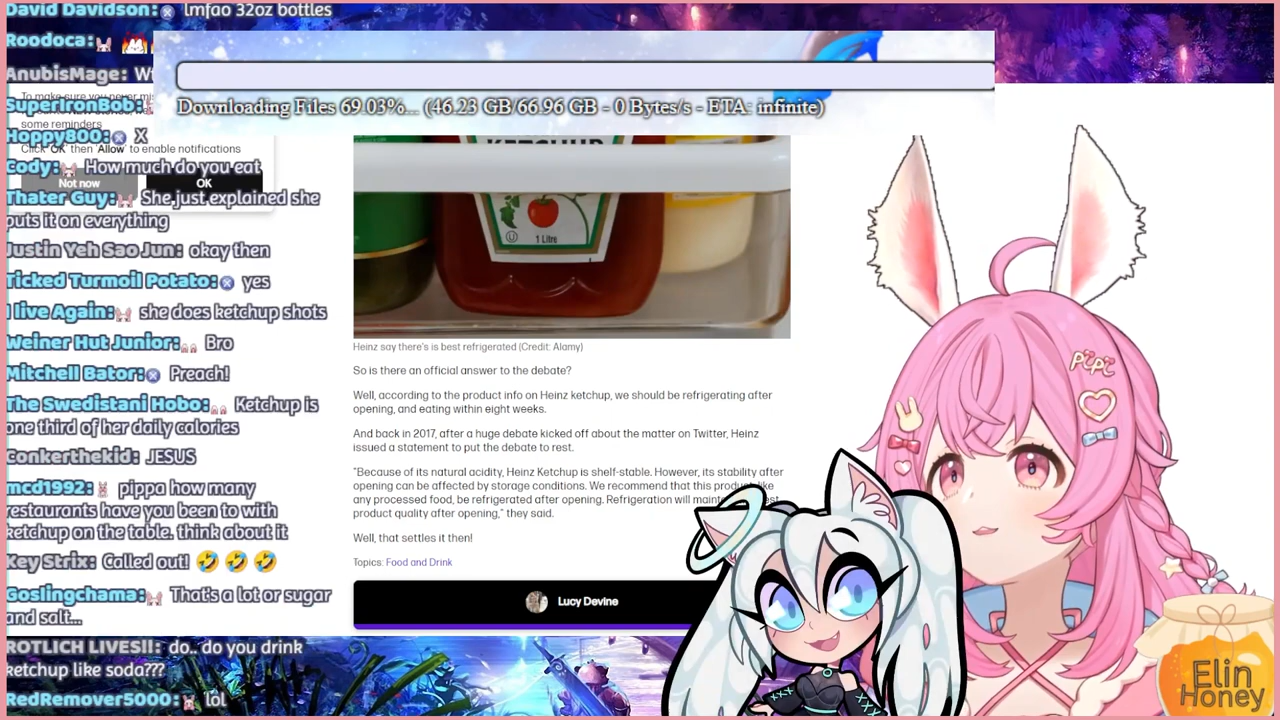 David Davidson: lmfao 32oz bottles
Roodoca:
AnubisMage:
SuperIronBob:
some reminders
Hoppy800: X
Click 'OK' then 'Allow' to enable notifications
Cody: How much do you eat
Not now
OK
Thater Guy: She just explained she
puts it on everything
Justin Yeh Sao Jun: okay then
Ticked Turmoil Potato: yes
I live Again: she does ketchup shots
Weiner Hut Junior: Bro
Mitchell Bator: Preach!
The Swedistani Hobo: Ketchup is
one third of her daily calories
Conkerthekid: JESUS
mcd1992: pippa how many
restaurants have you been to with
ketchup on the table. think about it
Key Strix: Called out! 🤣 🤣 🤣
Goslingchama: That's a lot or sugar
and salt...
ROTLICH LIVES!!: do.. do you drink
ketchup like soda???
RedRemover5000: lol
Downloading Files 69.03%... (46.23 GB/66.96 GB - 0 Bytes/s - ETA: infinite)
KETCHUP
1 Litre
Heinz say there's is best refrigerated (Credit: Alamy)
So is there an official answer to the debate?
Well, according to the product info on Heinz ketchup, we should be refrigerating after
opening, and eating within eight weeks.
And back in 2017, after a huge debate kicked off about the matter on Twitter, Heinz
issued a statement to put the debate to rest.
"Because of its natural acidity, Heinz Ketchup is shelf-stable. However, its stability after
opening can be affected by storage conditions. We recommend that this product, like
any processed food, be refrigerated after opening. Refrigeration will
product quality after opening," they said.
Well, that settles it then!
Topics: Food and Drink
Lucy Devine
pipi
Elin
Honey